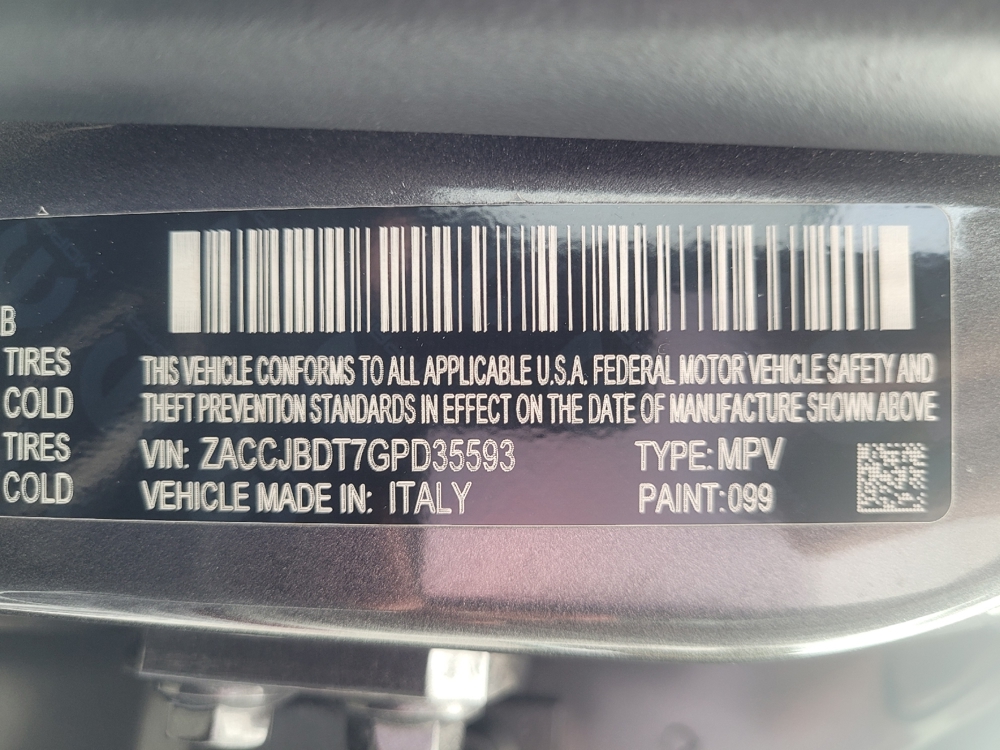 B
TIRES
COLD
TIRES
COLD
THIS VEHICLE CONFORMS TO ALL APPLICABLE U.S.A. FEDERAL MOTOR VEHICLE SAFETY AND
THEFT PREVENTION STANDARDS IN EFFECT ON THE DATE OF MANUFACTURE SHOWN ABOVE
VIN: ZACCJBDT7GPD35593 TYPE: MPV
VEHICLE MADE IN: ITALY PAINT: 099